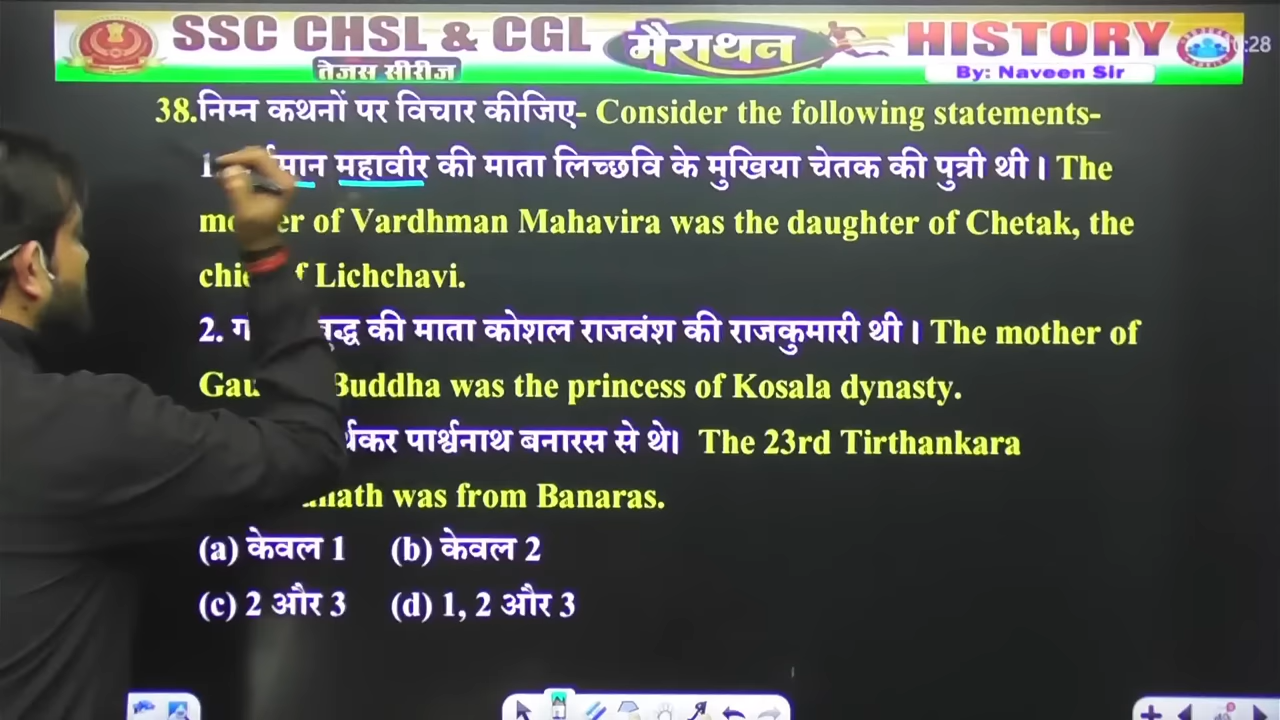 SSC CHSL & CGL मैराथन HISTORY :28
तेजस सीरीज By: Naveen Sir
38.निम्न कथनों पर विचार कीजिए- Consider the following statements-
महावीर की माता लिच्छवि के मुखिया चेतक की पुत्री थी। The
of Vardhman Mahavira was the daughter of Chetak, the
Lichchavi.
2. की माता कोशल राजवंश की राजकुमारी थी। The mother of
Buddha was the princess of Kosala dynasty.
पार्श्वनाथ बनारस से थे। The 23rd Tirthankara
was from Banaras.
(a) केवल 1 (b) केवल 2
(c) 2 और 3 (d) 1, 2 और 3